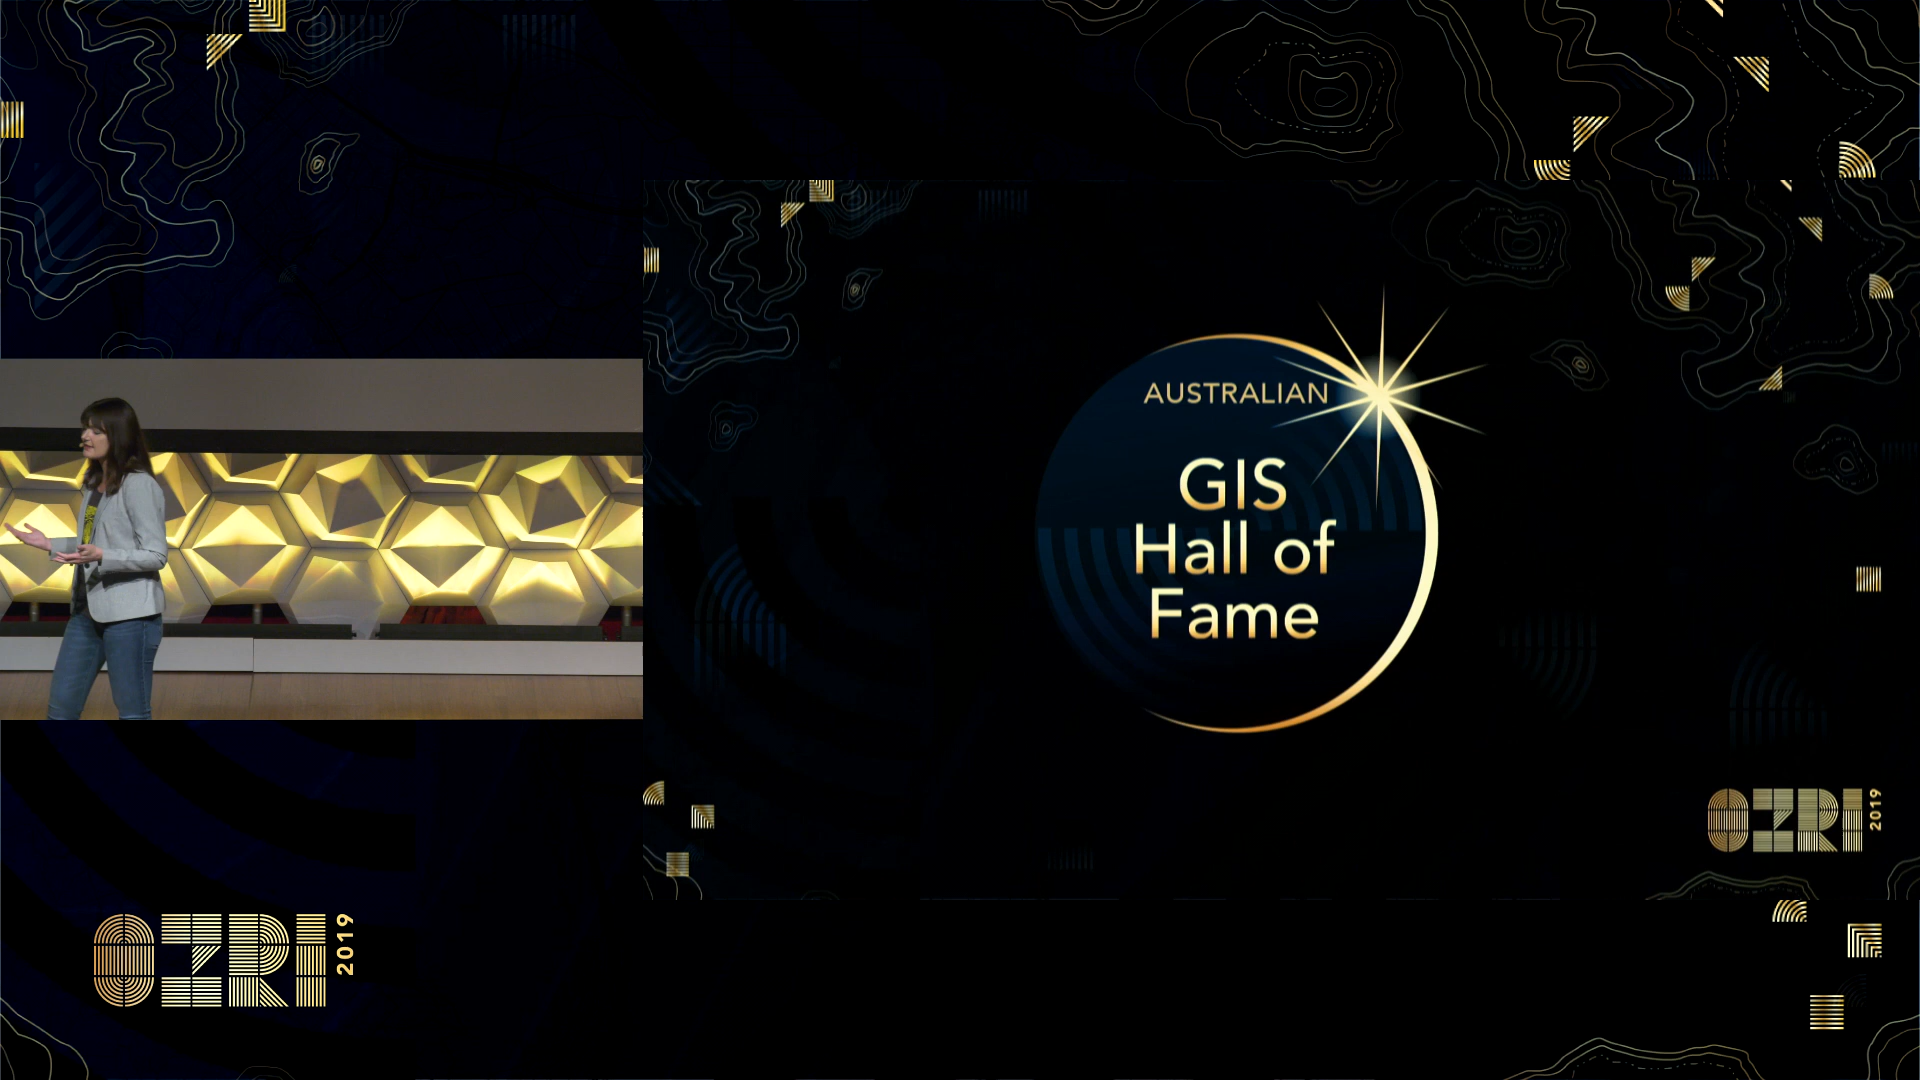 AUSTRALIAN
GIS
Hall of
Fame
OZRI 2019
OZRI 2019